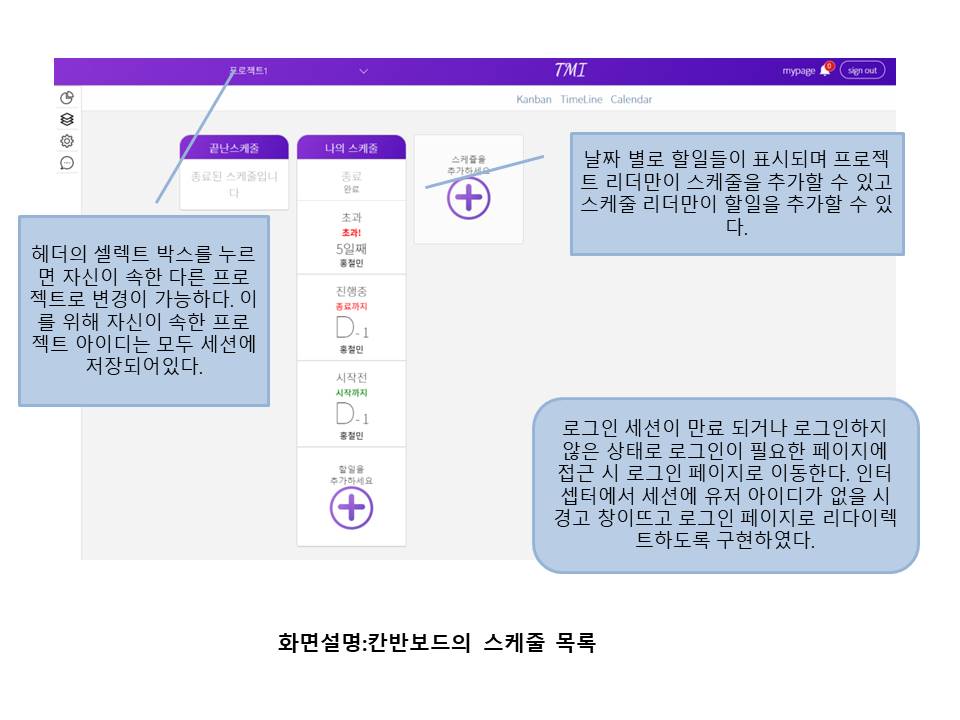 프로젝트1
TMI
mypage
0
sign out
Kanban TimeLine Calendar
끝난스케줄
종료된 스케줄입니
다
나의 스케줄
종료
완료
초과
초과!
5일째
홍철민
진행중
종료까지
D-1
홍철민
시작전
시작까지
D-1
홍철민
할일을
추가하세요
스케쥴을
추가하세요
날짜 별로 할일들이 표시되며 프로젝
트 리더만이 스케줄을 추가할 수 있고
스케줄 리더만이 할일을 추가할 수 있
다.
헤더의 셀렉트 박스를 누르
면 자신이 속한 다른 프로
젝트로 변경이 가능하다. 이
를 위해 자신이 속한 프로
젝트 아이디는 모두 세션에
저장되어있다.
로그인 세션이 만료 되거나 로그인하지
않은 상태로 로그인이 필요한 페이지에
접근 시 로그인 페이지로 이동한다. 인터
셉터에서 세션에 유저 아이디가 없을 시
경고 창이뜨고 로그인 페이지로 리다이렉
트하도록 구현하였다.
화면설명:칸반보드의 스케줄 목록